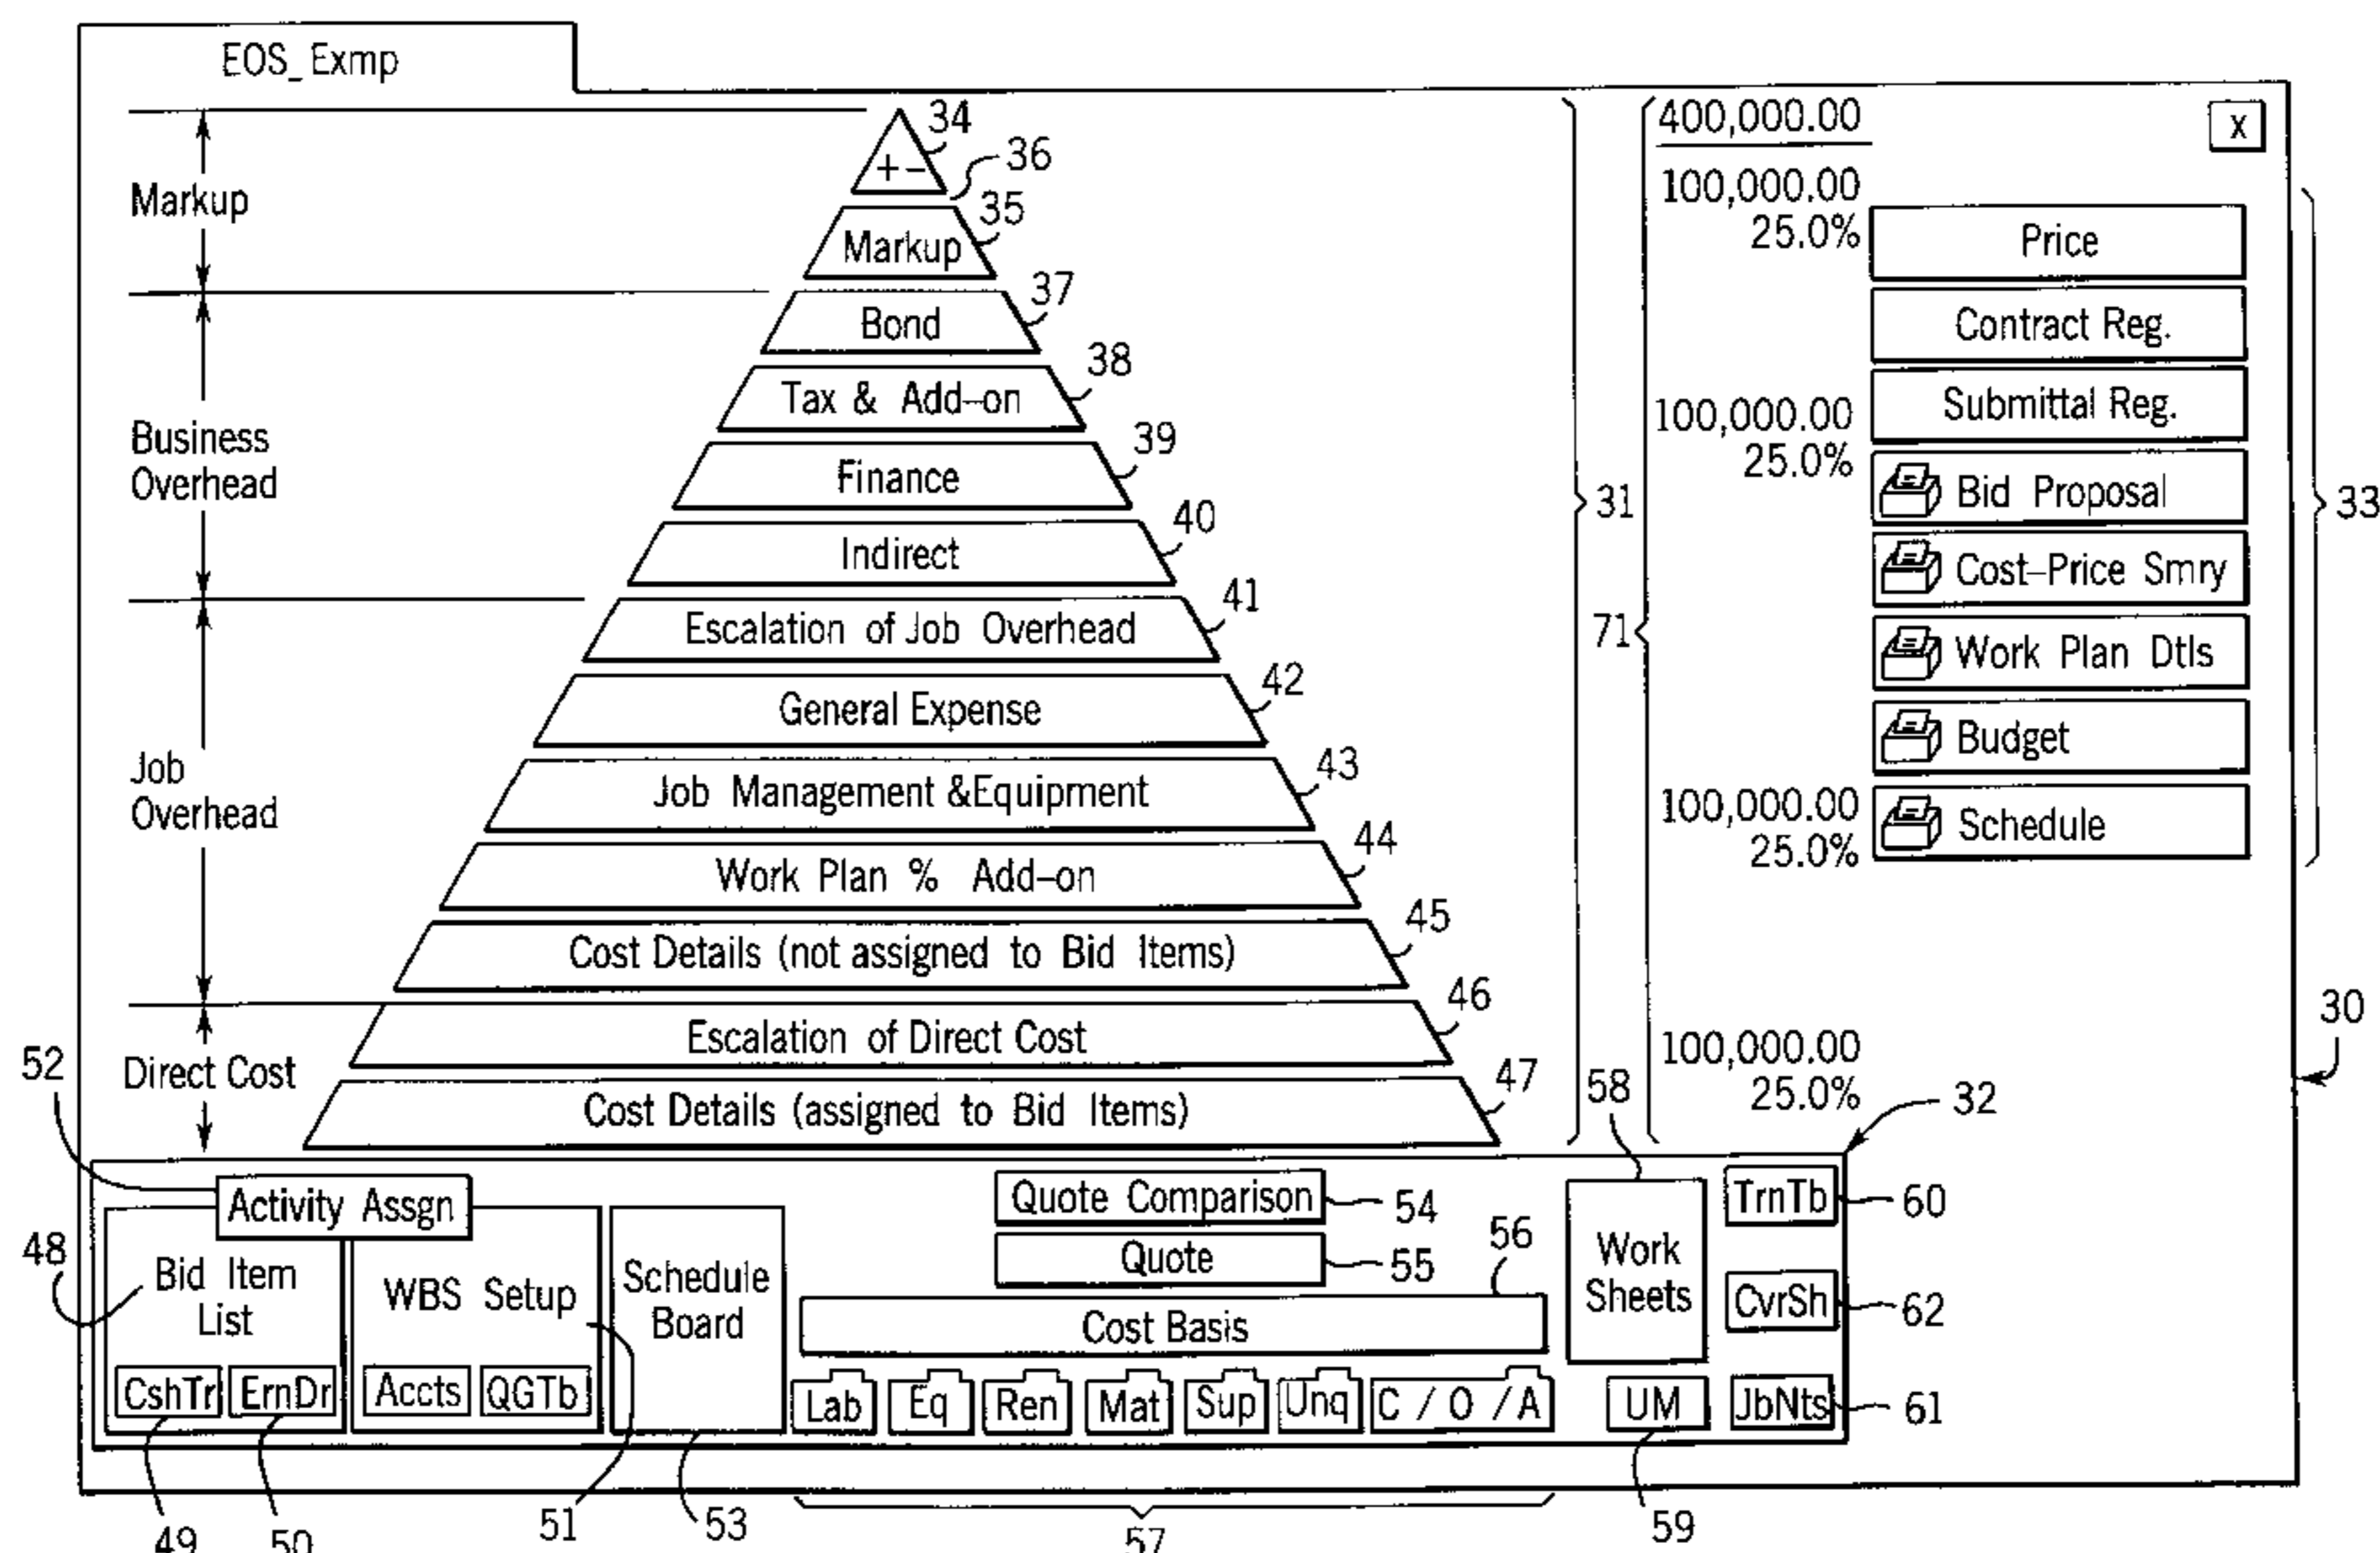 EOS_Exmp
34
+-
36
35
Markup
Markup
37
Bond
38
Tax & Add-on
39
Business
Overhead
Finance
40
Indirect
41
Escalation of Job Overhead
42
General Expense
Job
Overhead
43
Job Management &Equipment
44
Work Plan % Add-on
45
Cost Details (not assigned to Bid Items)
46
Escalation of Direct Cost
Direct Cost
47
Cost Details (assigned to Bid Items)
31
71
400,000.00
100,000.00
25.0%
100,000.00
25.0%
100,000.00
25.0%
100,000.00
25.0%
X
Price
Contract Reg.
Submittal Reg.
Bid Proposal
Cost-Price Smry
Work Plan Dtls
Budget
Schedule
33
30
32
52
Activity Assgn
48
Bid Item
List
CshTr
ErnDr
WBS Setup
Accts
QGTb
Schedule
Board
Quote Comparison
54
Quote
55
56
Cost Basis
Lab
Eq
Ren
Mat
Sup
Unq
C / O /A
58
Work
Sheets
UM
TrnTb
60
CvrSh
62
JbNts
61
49
50
51
53
57
59